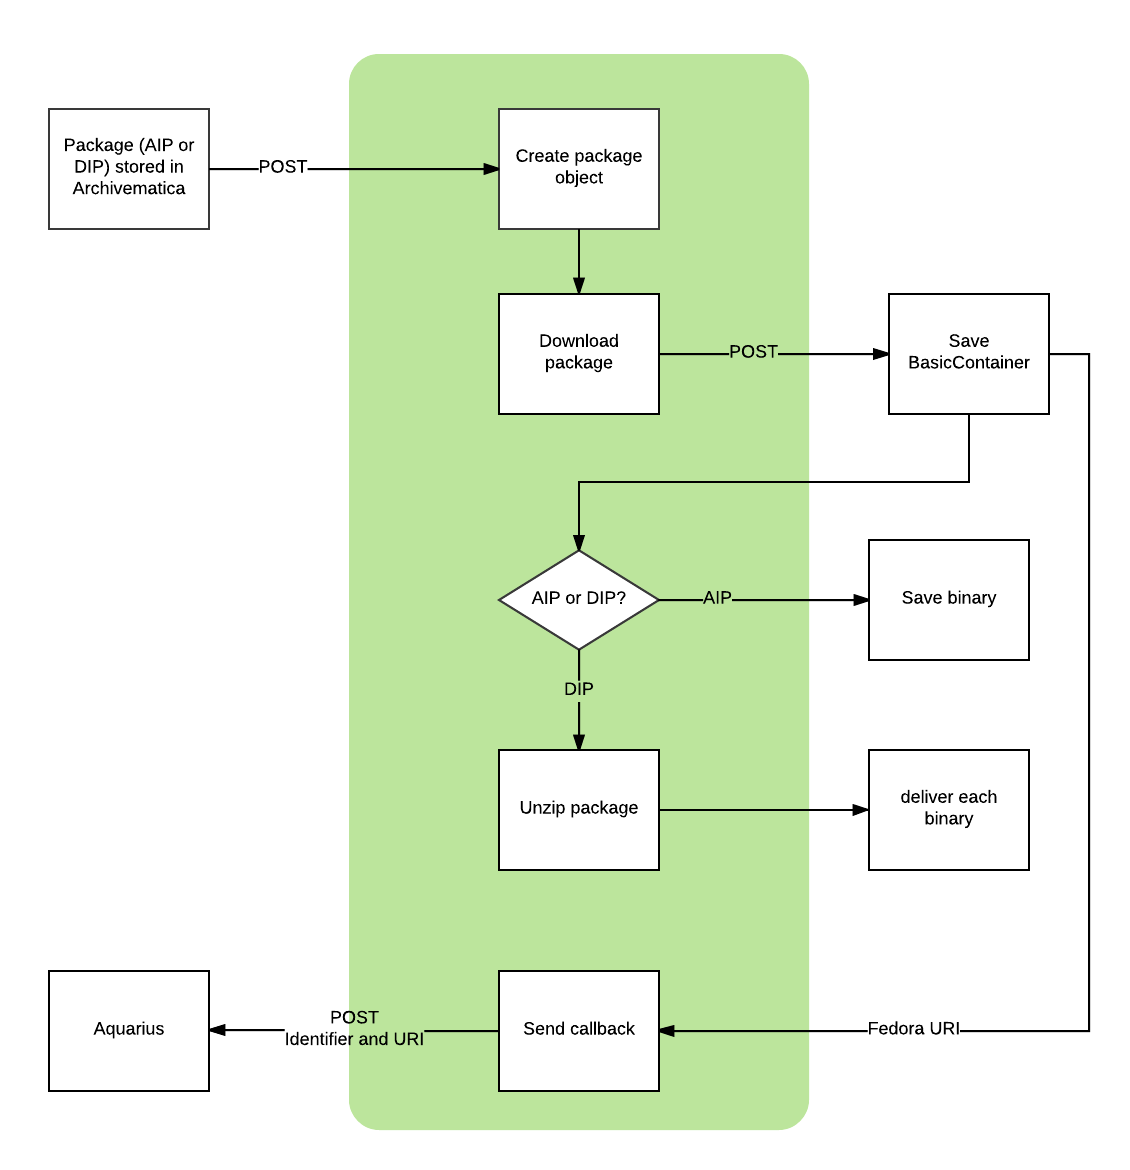 Package (AIP or
DIP) stored in
Archivematica
POST
Create package
object
Download
package
POST
Save
BasicContainer
AIP or DIP?
AIP
Save binary
DIP
Unzip package
deliver each
binary
Aquarius
POST
Identifier and URI
Send callback
Fedora URI